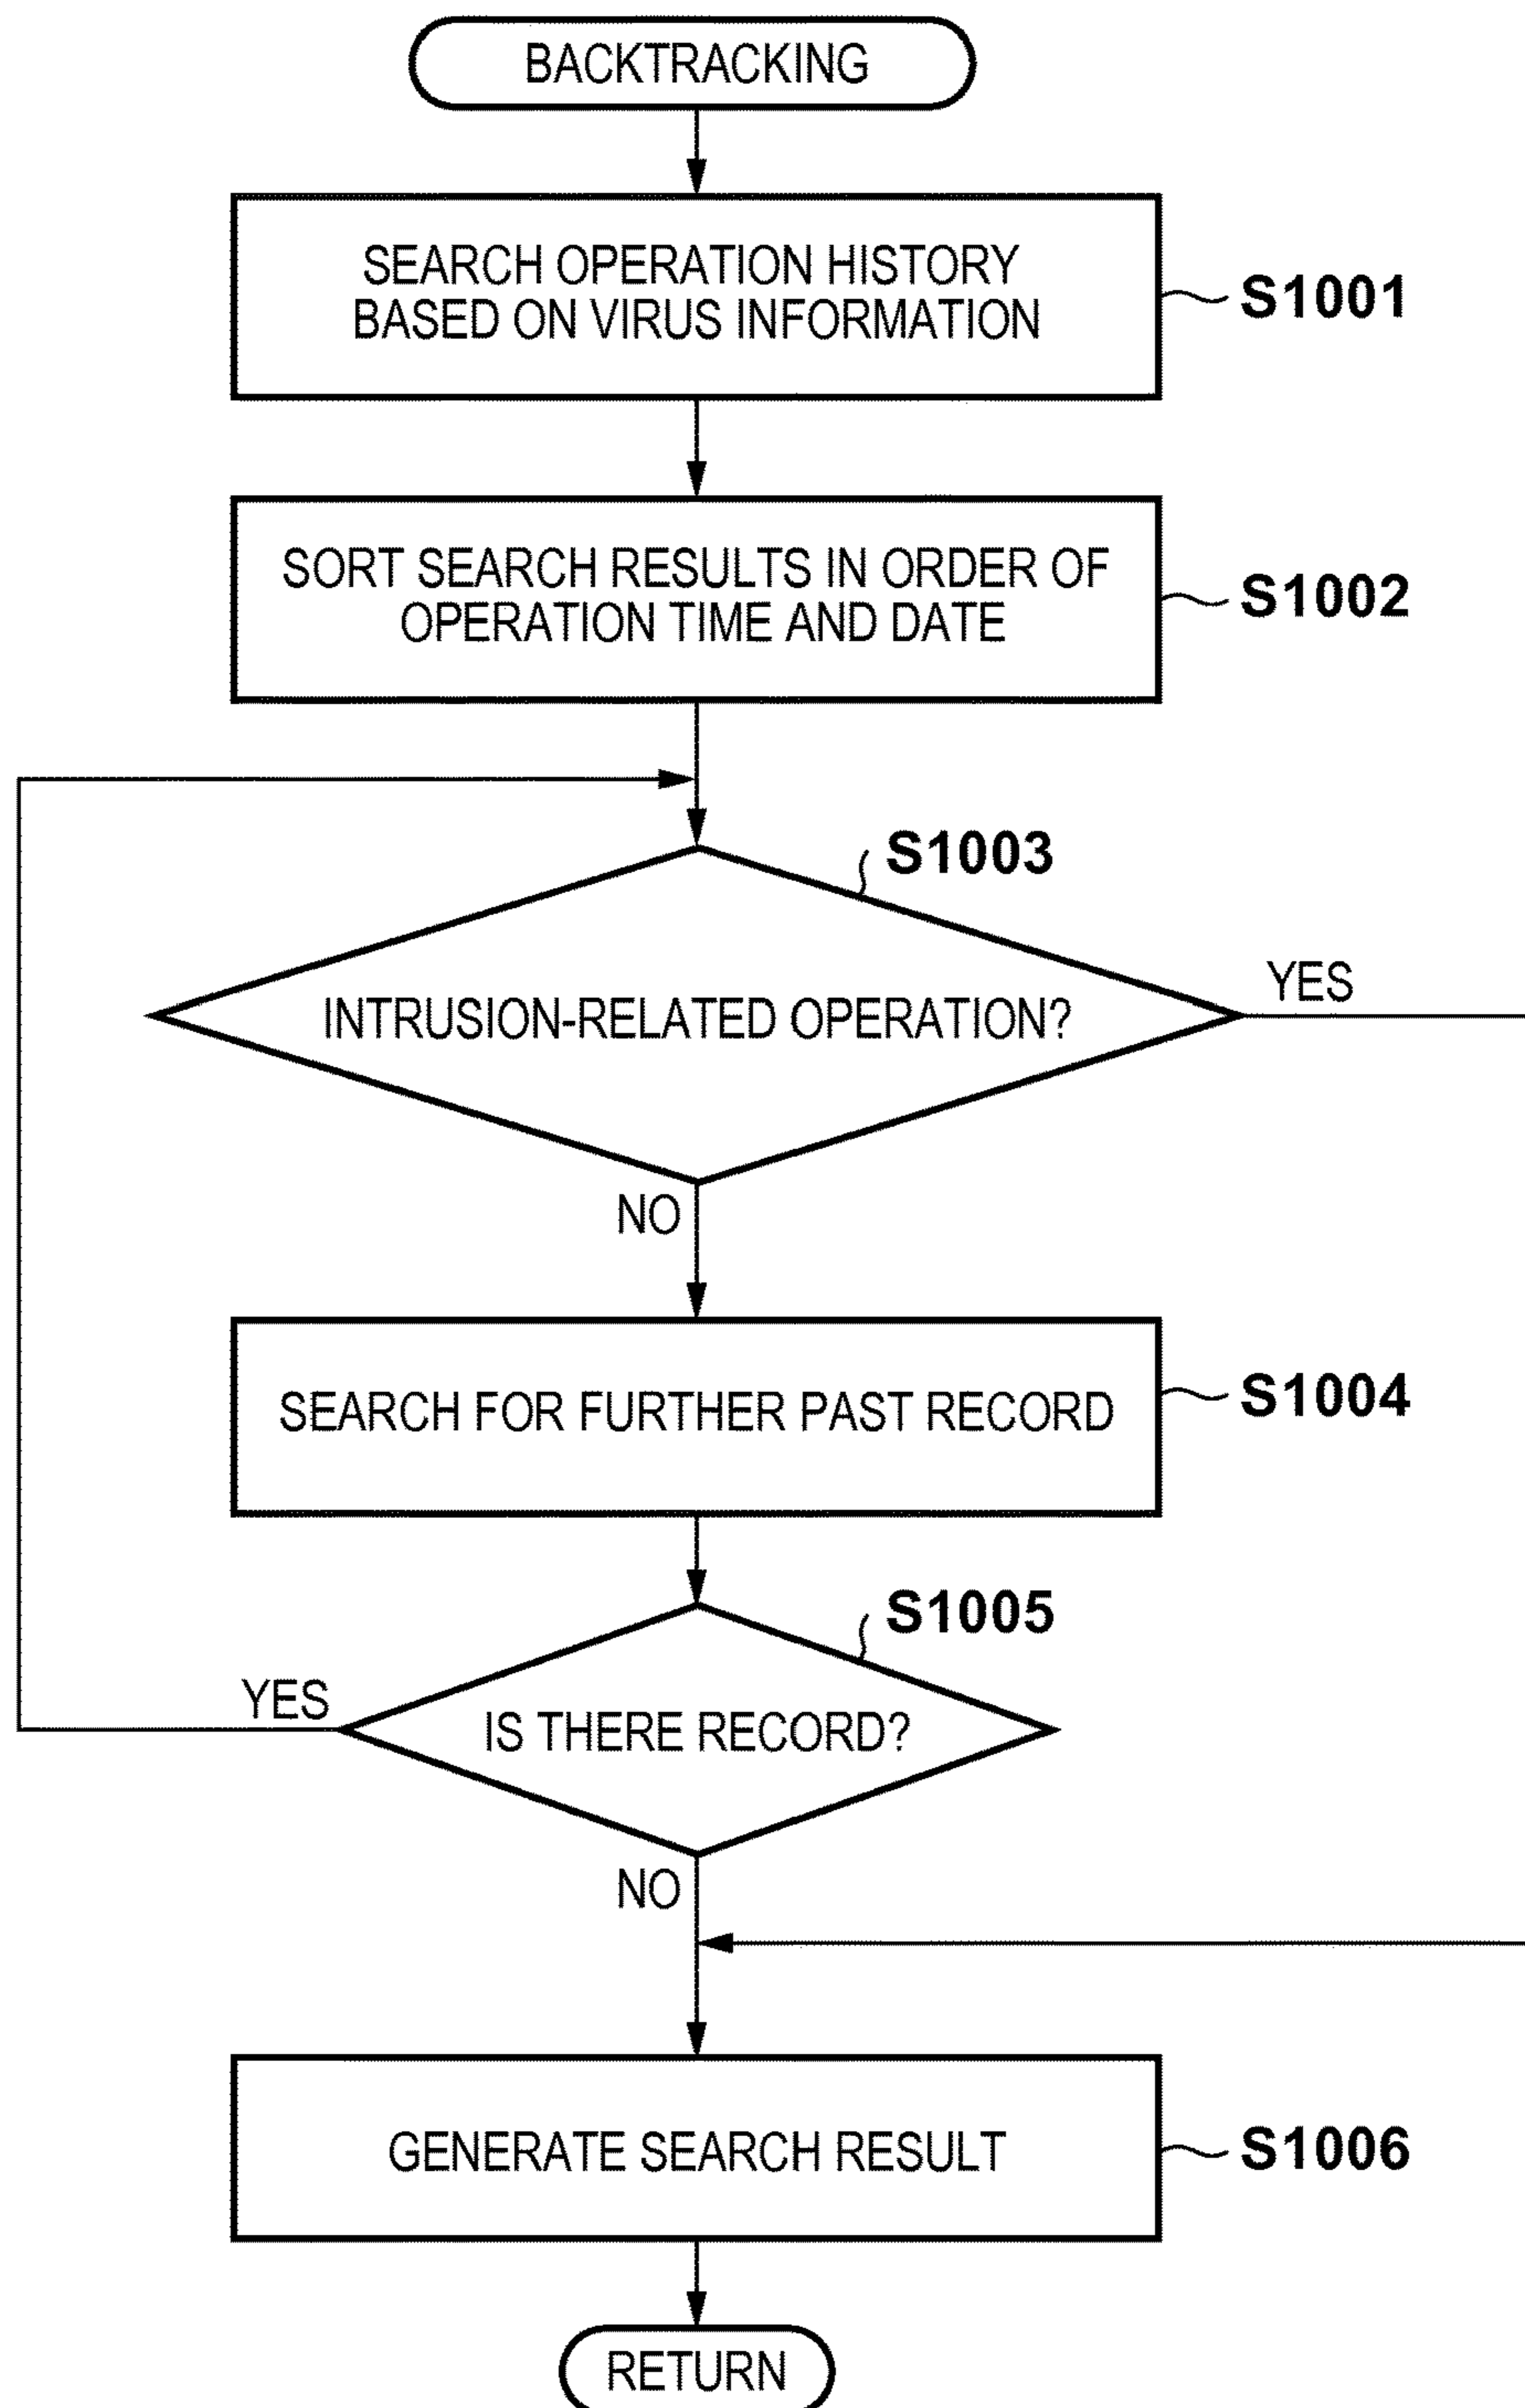 BACKTRACKING
SEARCH OPERATION HISTORY
BASED ON VIRUS INFORMATION
S1001
SORT SEARCH RESULTS IN ORDER OF
OPERATION TIME AND DATE
S1002
S1003
INTRUSION-RELATED OPERATION?
YES
NO
SEARCH FOR FURTHER PAST RECORD
S1004
S1005
YES
IS THERE RECORD?
NO
GENERATE SEARCH RESULT
S1006
RETURN